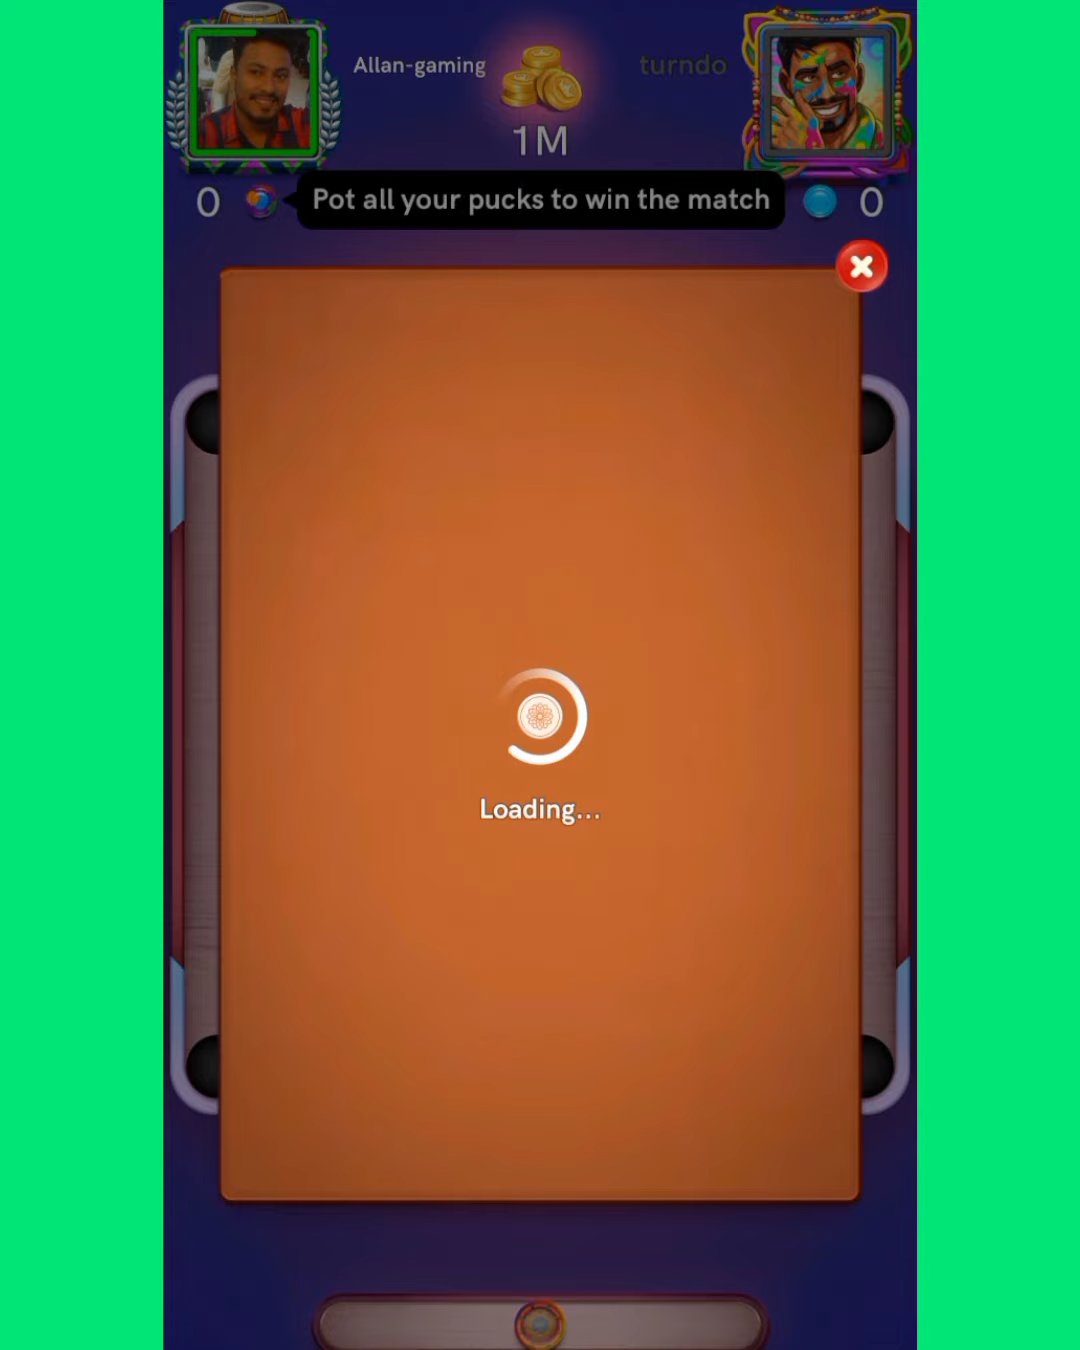 Allan-gaming
turndo
1M
0
Pot all your pucks to win the match
0
Loading...